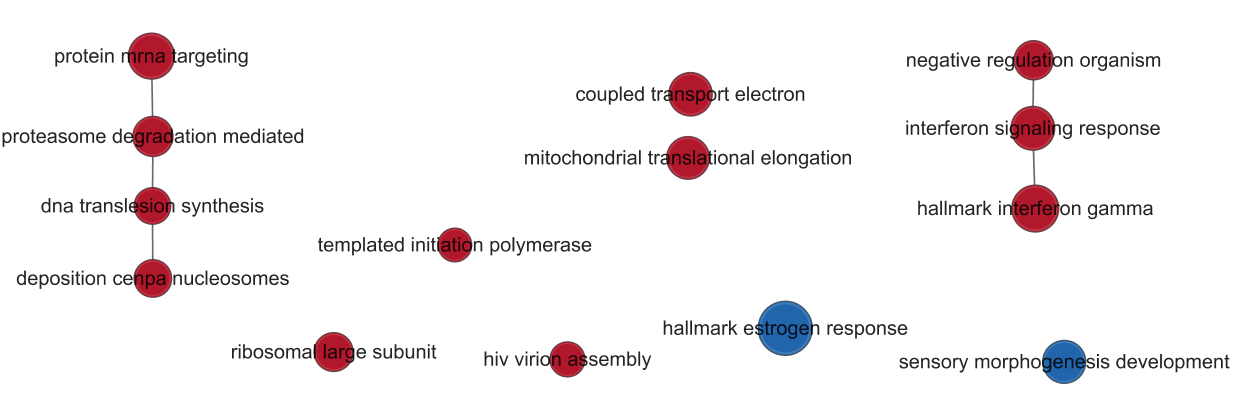 protein mrna targeting
proteasome degradation mediated
dna translesion synthesis
deposition cenpa nucleosomes
coupled transport electron
mitochondrial translational elongation
negative regulation organism
interferon signaling response
hallmark interferon gamma
templated initiation polymerase
ribosomal large subunit
hiv virion assembly
hallmark estrogen response
sensory morphogenesis development